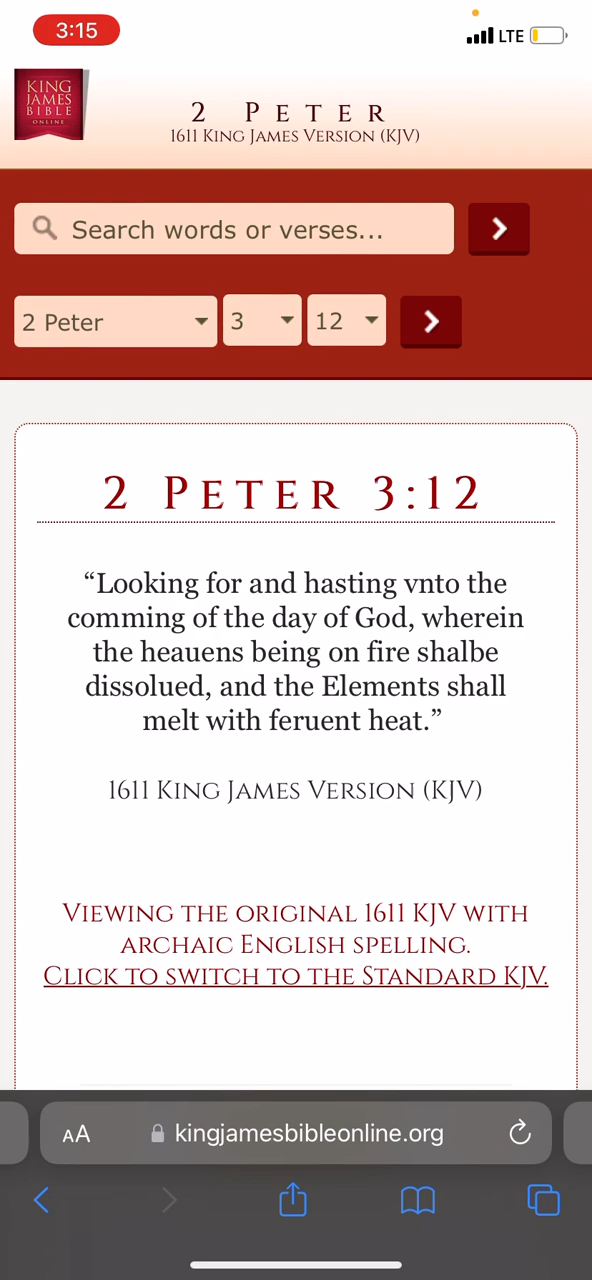 3:15
LTE
KING
JAMES
BIBLE
ONLINE
2 Peter
1611 King James Version (KJV)
Search words or verses...
2 Peter 3 12
2 Peter 3:12
“Looking for and hasting vnto the
comming of the day of God, wherein
the heauens being on fire shalbe
dissolued, and the Elements shall
melt with feruent heat.”
1611 King James Version (KJV)
Viewing the original 1611 KJV with
archaic English spelling.
Click to switch to the Standard KJV.
AA kingjamesbibleonline.org